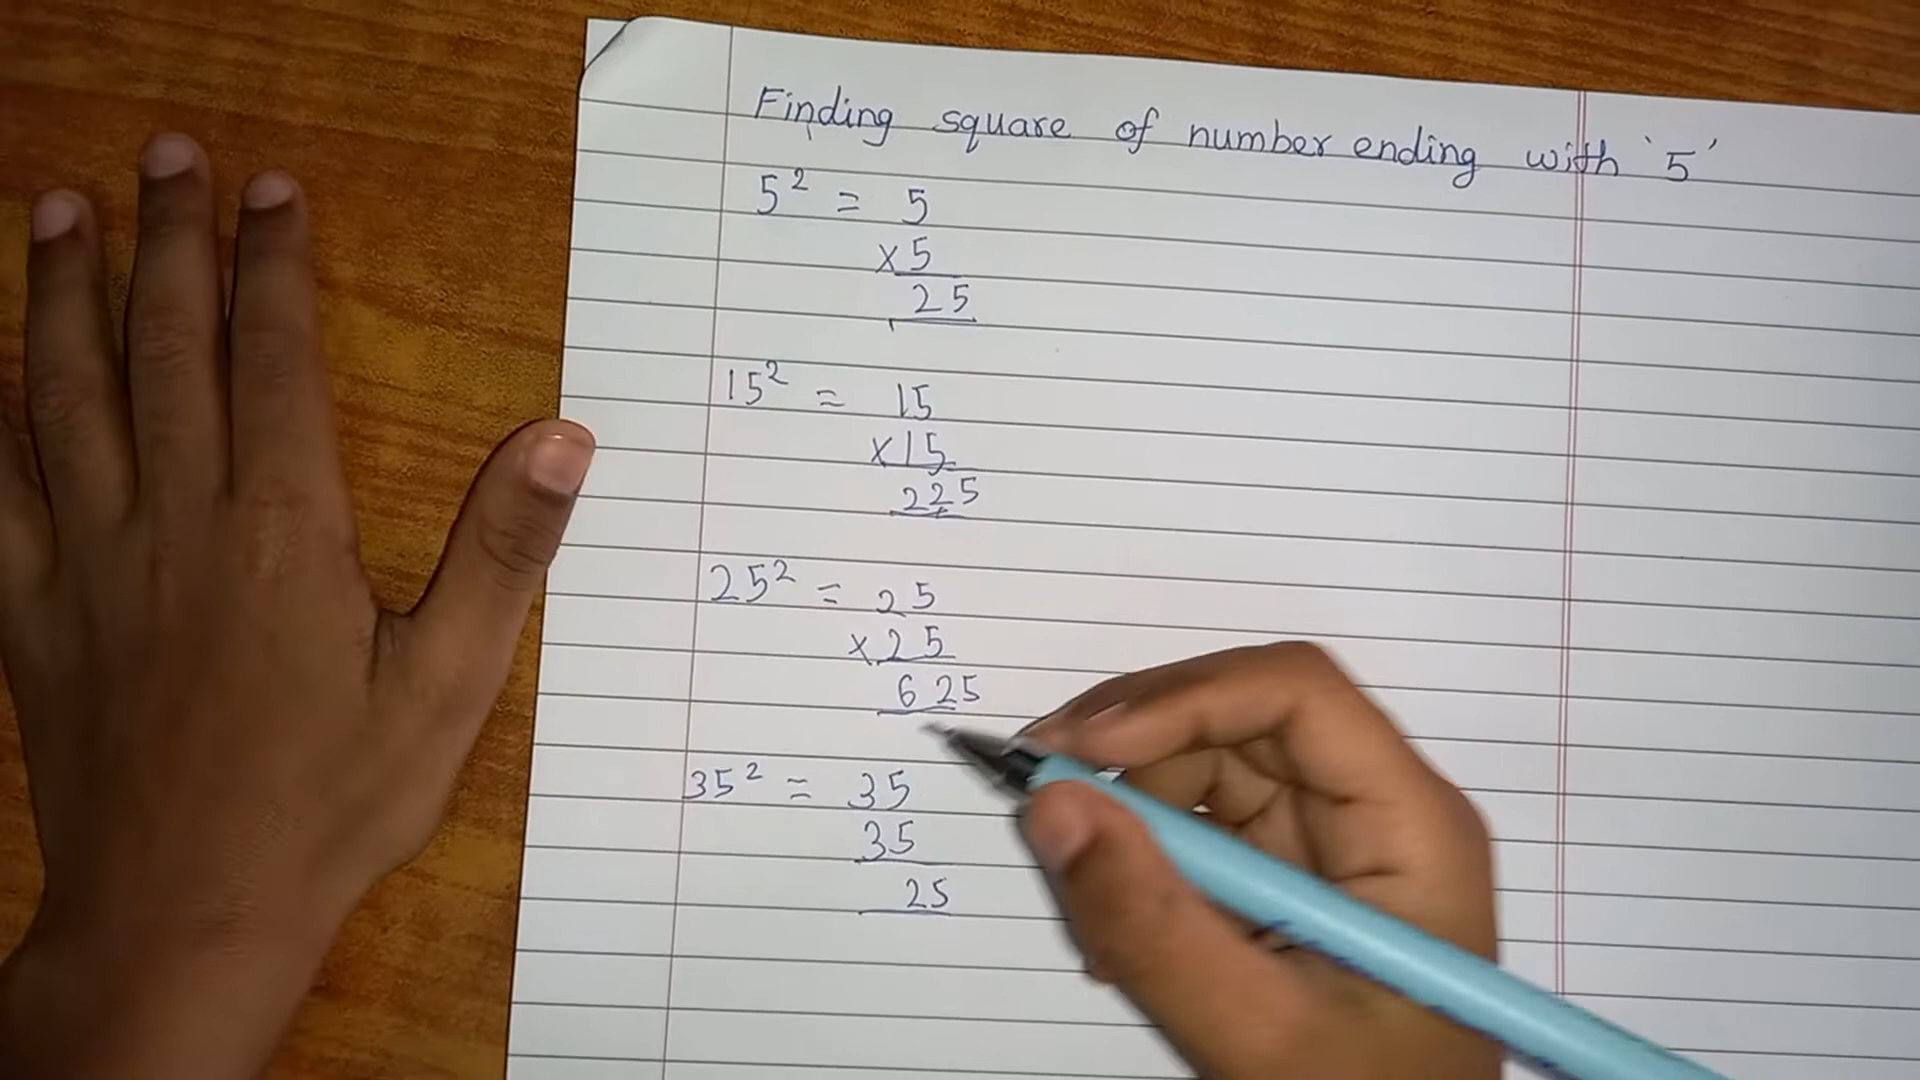 Finding square of number ending with '5'
5² = 5
×5
25
15² = 15
×15
225
25² = 25
×25
625
35² = 35
35
25